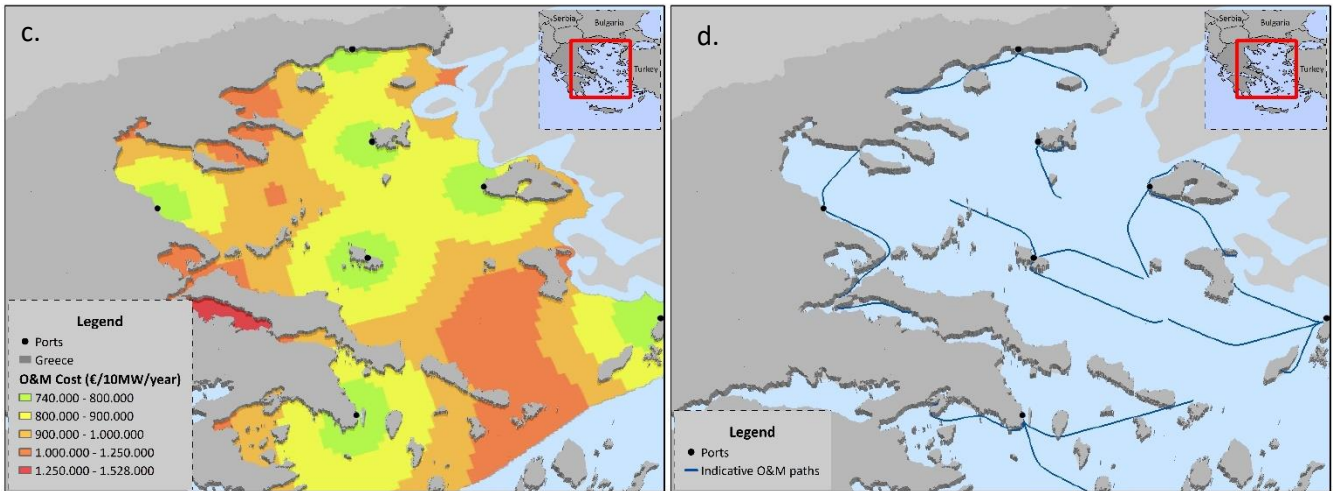 c.
Serbia
Bulgaria
Turkey
Legend
Ports
Greece
O&M Cost (€/10MW/year)
740.000 - 800.000
800.000 - 900.000
900.000 - 1.000.000
1.000.000 - 1.250.000
1.250.000 - 1.528.000
d.
Serbia
Bulgaria
Turkey
Legend
Ports
Indicative O&M paths